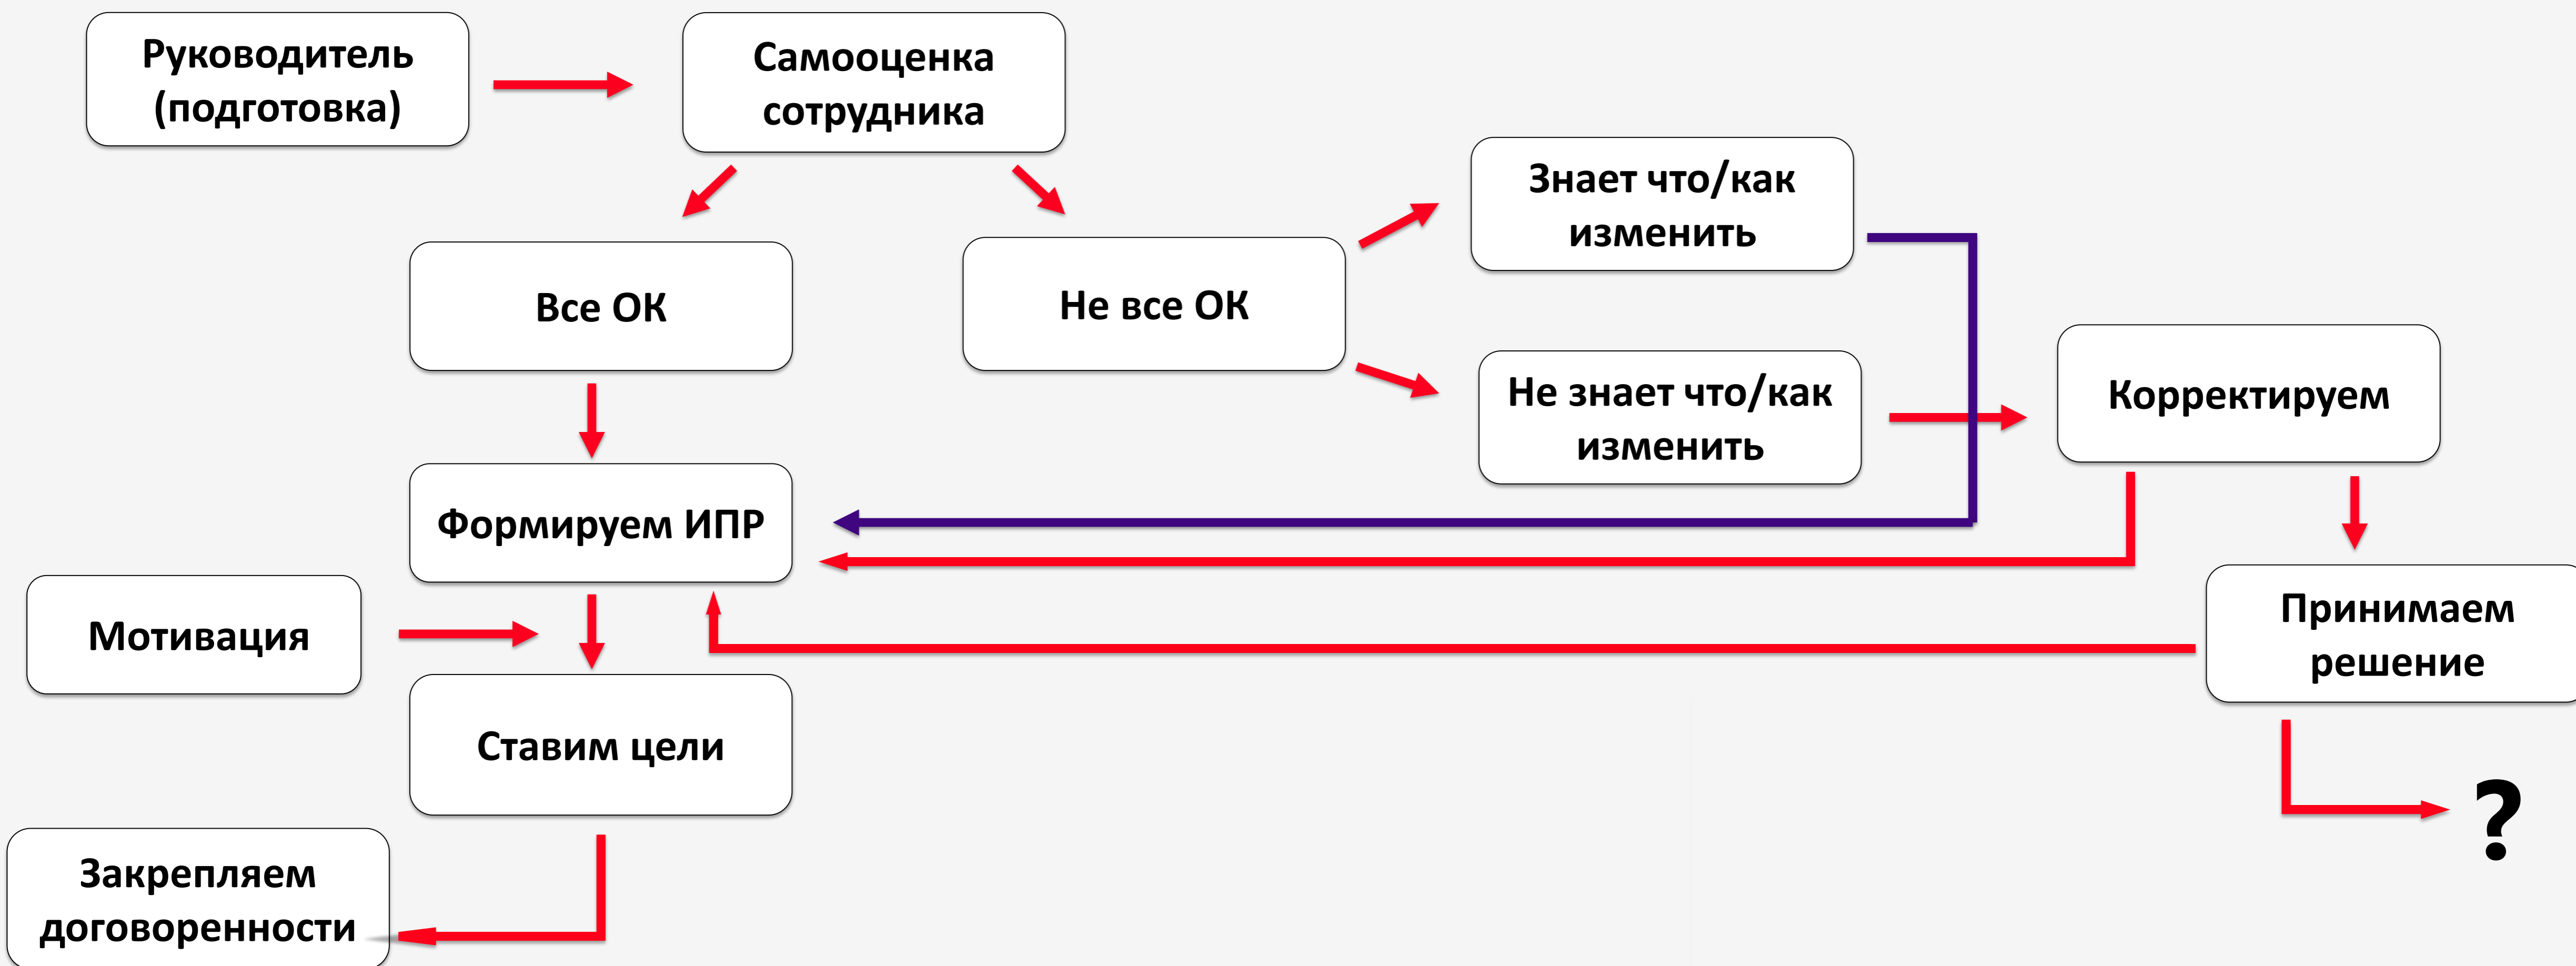 Руководитель
(подготовка)
Самооценка
сотрудника
Знает что/как
изменить
Все ОК
Не все ОК
Не знает что/как
изменить
Корректируем
Формируем ИПР
Мотивация
Принимаем
решение
Ставим цели
?
Закрепляем
договоренности